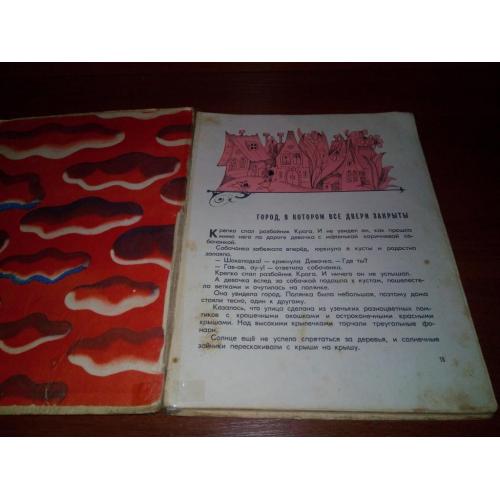 ГОРОД, В КОТОРОМ ВСЕ ДВЕРИ ЗАКРЫТЫ
Крепко спал разбойник Крага. И не увидел он, как прошла
мимо него по дороге девочка с маленькой коричневой со-
бачонкой.
Собачонка забежала вперёд, юркнула в кусты и радостно
залаяла.
— Шоколадка! — крикнула Девочка. — Где ты?
— Гав-ав, ау-у! — ответила собачонка.
Крепко спал разбойник Крага. И ничего он не услышал.
А девочка вслед за собачкой подошла к кустам, пошелесте-
ла ветками и очутилась на полянке.
Она увидела город. Полянка была небольшая, поэтому дома
стояли тесно, один к другому.
Казалось, что улица сделана из узеньких разноцветных лом-
тиков с крошечными окошками и остроконечными красными
крышами. Над высокими крылечками торчали треугольные фо-
нари.
Солнце ещё не успело спрятаться за деревья, и солнечные
зайчики перескакивали с крыши на крышу.
15